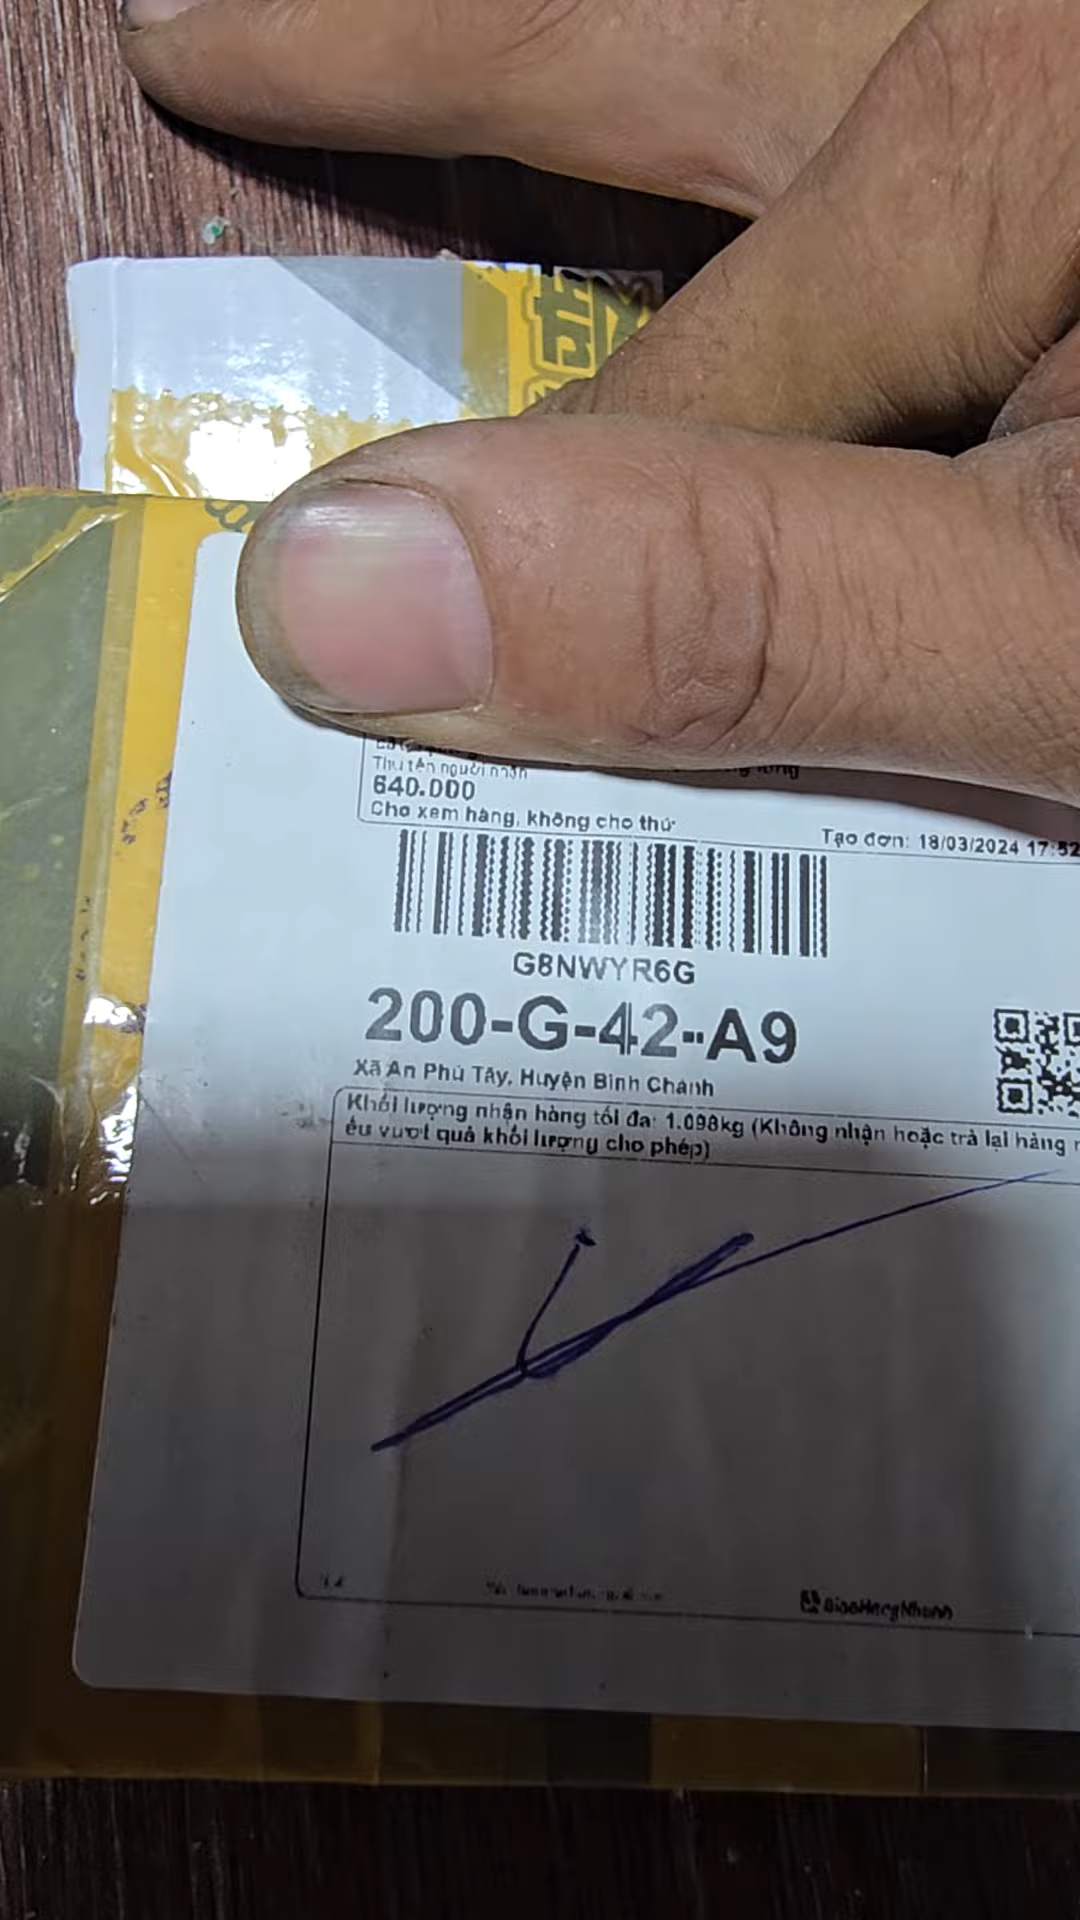 Thu tên người nhận
640.000
Cho xem hàng, không cho thử
Tạo đơn: 18/03/2024 17:52
G8NWYR6G
200-G-42-A9
Xã An Phú Tây, Huyện Bình Chánh
Khối lượng nhận hàng tối đa: 1.098kg (Không nhận hoặc trả lại hàng n
ếu vượt quá khối lượng cho phép)
GiaoHangNhanh